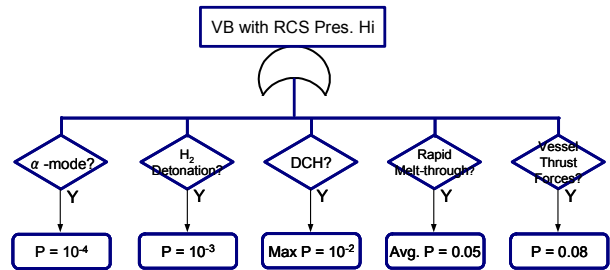 VB with RCS Pres. Hi
α -mode?
H₂
Detonation?
DCH?
Rapid
Melt-through?
Vessel
Thrust
Forces?
Y
Y
Y
Y
Y
P = 10⁻⁴
P = 10⁻³
Max P = 10⁻²
Avg. P = 0.05
P = 0.08